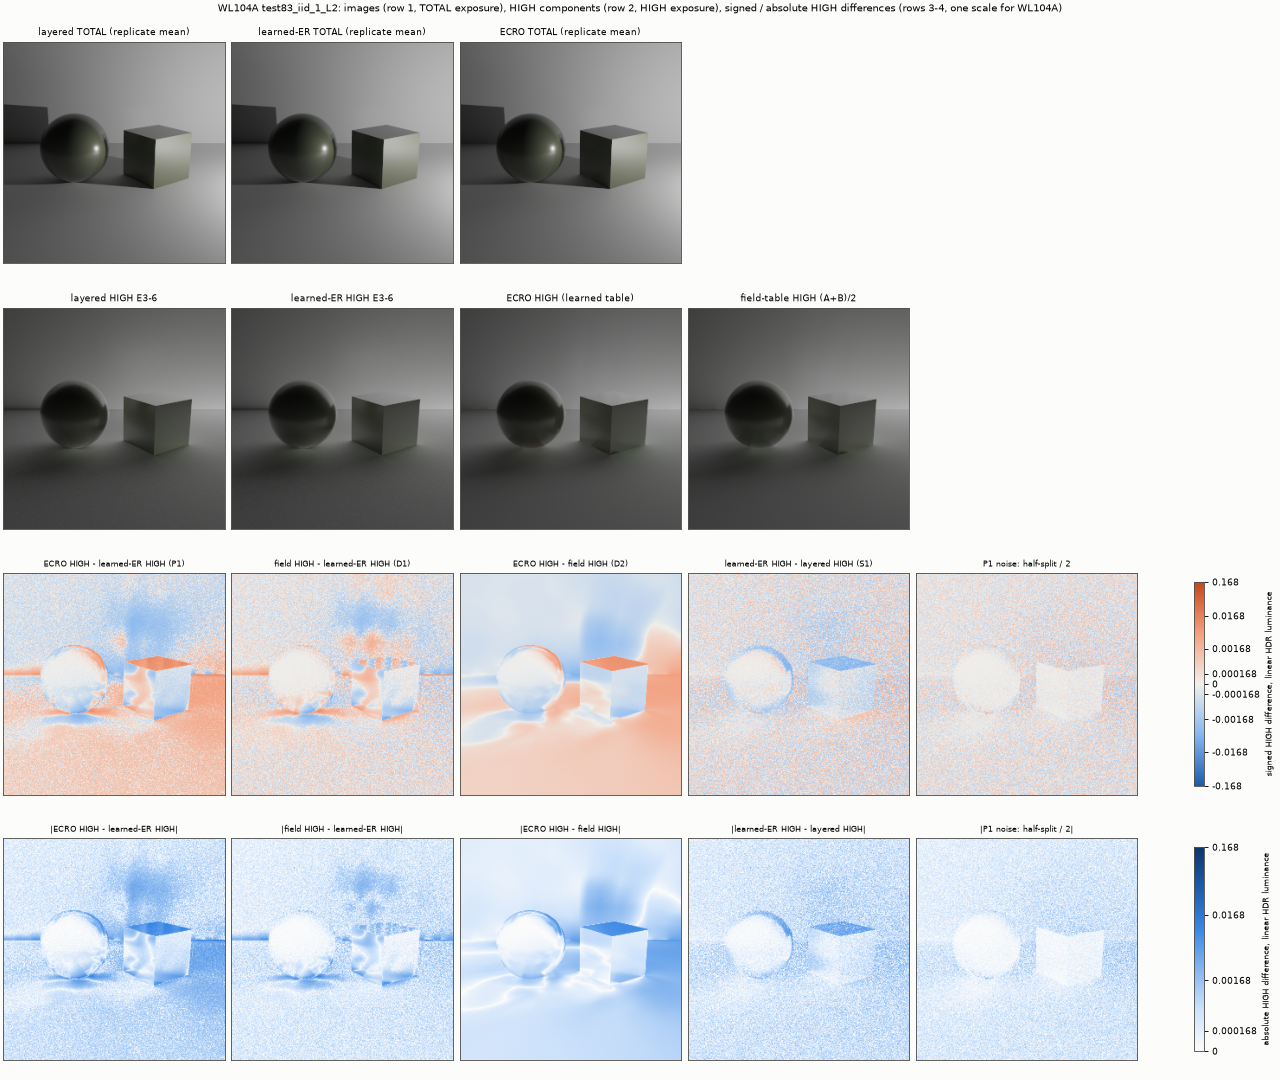 WL104A test83_iid_1_L2: images (row 1, TOTAL exposure), HIGH components (row 2, HIGH exposure), signed / absolute HIGH differences (rows 3-4, one scale for WL104A)
layered TOTAL (replicate mean)
learned-ER TOTAL (replicate mean)
ECRO TOTAL (replicate mean)
layered HIGH E3-6
learned-ER HIGH E3-6
ECRO HIGH (learned table)
field-table HIGH (A+B)/2
ECRO HIGH - learned-ER HIGH (P1)
field HIGH - learned-ER HIGH (D1)
ECRO HIGH - field HIGH (D2)
learned-ER HIGH - layered HIGH (S1)
P1 noise: half-split / 2
0.168
0.0168
0.00168
0.000168
0
-0.000168
-0.00168
-0.0168
-0.168
signed HIGH difference, linear HDR luminance
|ECRO HIGH - learned-ER HIGH|
|field HIGH - learned-ER HIGH|
|ECRO HIGH - field HIGH|
|learned-ER HIGH - layered HIGH|
|P1 noise: half-split / 2|
0.168
0.0168
0.00168
0.000168
0
absolute HIGH difference, linear HDR luminance